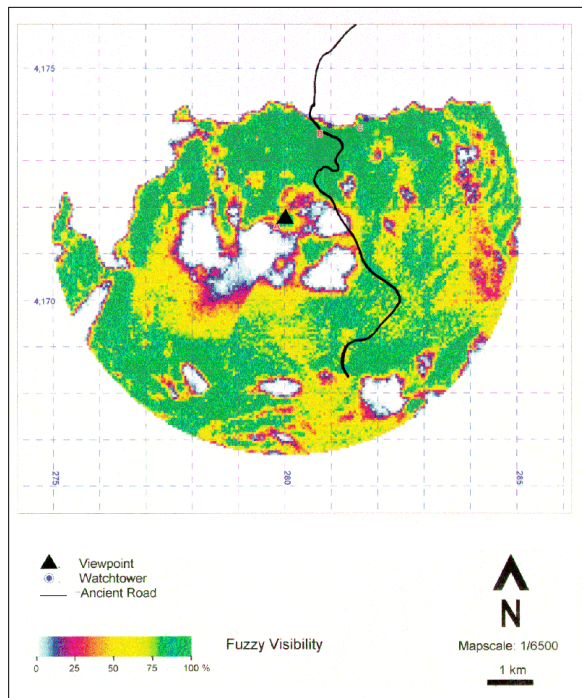 4,175
4,170
275
280
285
Viewpoint
Watchtower
Ancient Road
N
Fuzzy Visibility
Mapscale: 1/6500
0 25 50 75 100 %
1 km